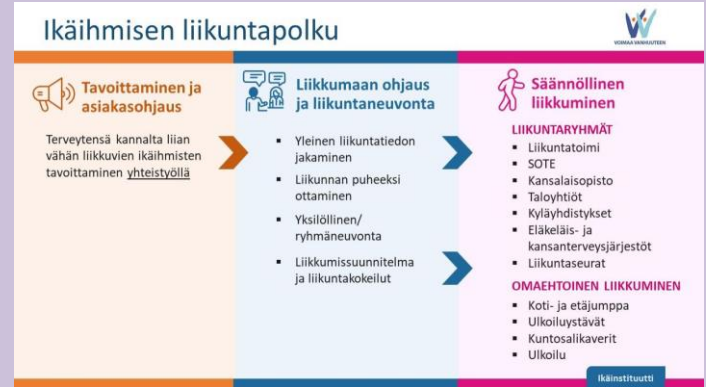 Ikäihmisen liikuntapolku
VOIMAA VANHUUTEEN
Tavoittaminen ja
asiakasohjaus
Terveytensä kannalta liian
vähän liikkuvien ikäihmisten
tavoittaminen yhteistyöllä
Liikkumaan ohjaus
ja liikuntaneuvonta
▪ Yleinen liikuntatiedon
jakaminen
▪ Liikunnan puheeksi
ottaminen
▪ Yksilöllinen/
ryhmäneuvonta
▪ Liikkumissuunnitelma
ja liikuntakokeilut
Säännöllinen
liikkuminen
LIIKUNTARYHMÄT
▪ Liikuntatoimi
▪ SOTE
▪ Kansalaisopisto
▪ Taloyhtiöt
▪ Kyläyhdistykset
▪ Eläkeläis- ja
kansanterveysjärjestöt
▪ Liikuntaseurat
OMAEHTOINEN LIIKKUMINEN
▪ Koti- ja etäjumppa
▪ Ulkoiluystävät
▪ Kuntosalikaverit
▪ Ulkoilu
Ikäinstituutti